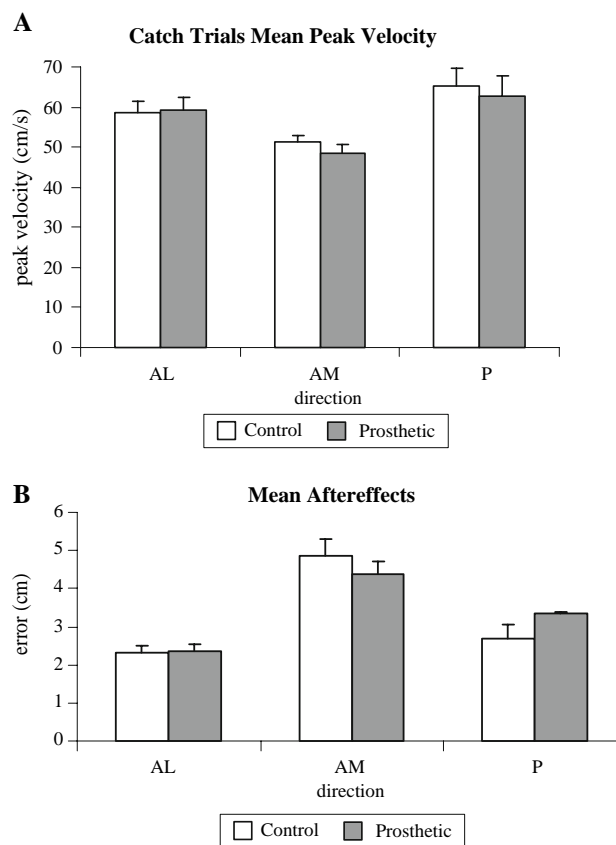 A
Catch Trials Mean Peak Velocity
70
60
50
40
30
20
10
0
peak velocity (cm/s)
AL AM P
direction
Control Prosthetic
B
Mean Aftereffects
6
5
4
3
2
1
0
error (cm)
AL AM P
direction
Control Prosthetic